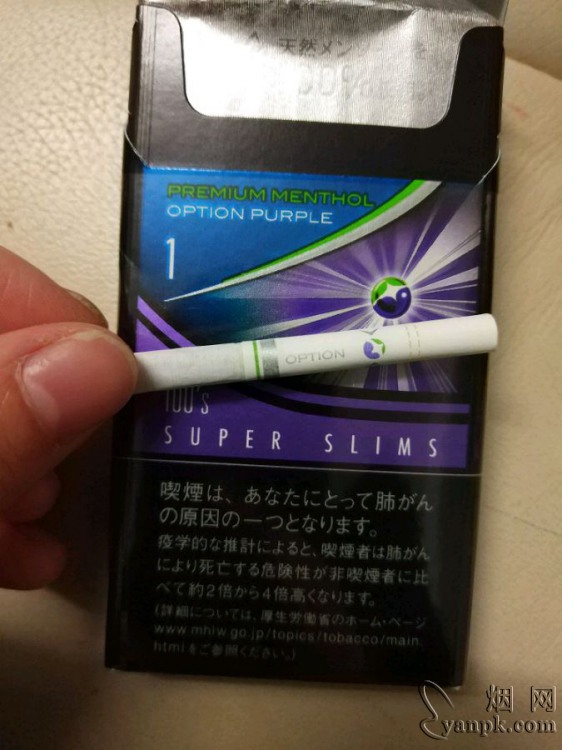 天然メン
を
PREMIUM MENTHOL
OPTION PURPLE
1
OPTION
100's
SUPER SLIMS
喫煙は、あなたにとって肺がん
の原因の一つとなります。
疫学的な推計によると、喫煙者は肺がん
により死亡する危険性が非喫煙者に比
べて約2倍から4倍高くなります。
(詳細については、厚生労働省のホーム・ページ
www.mhlw.go.jp/topics/tobacco/main.
htmlをご参照ください。)
烟网
yanpk.com